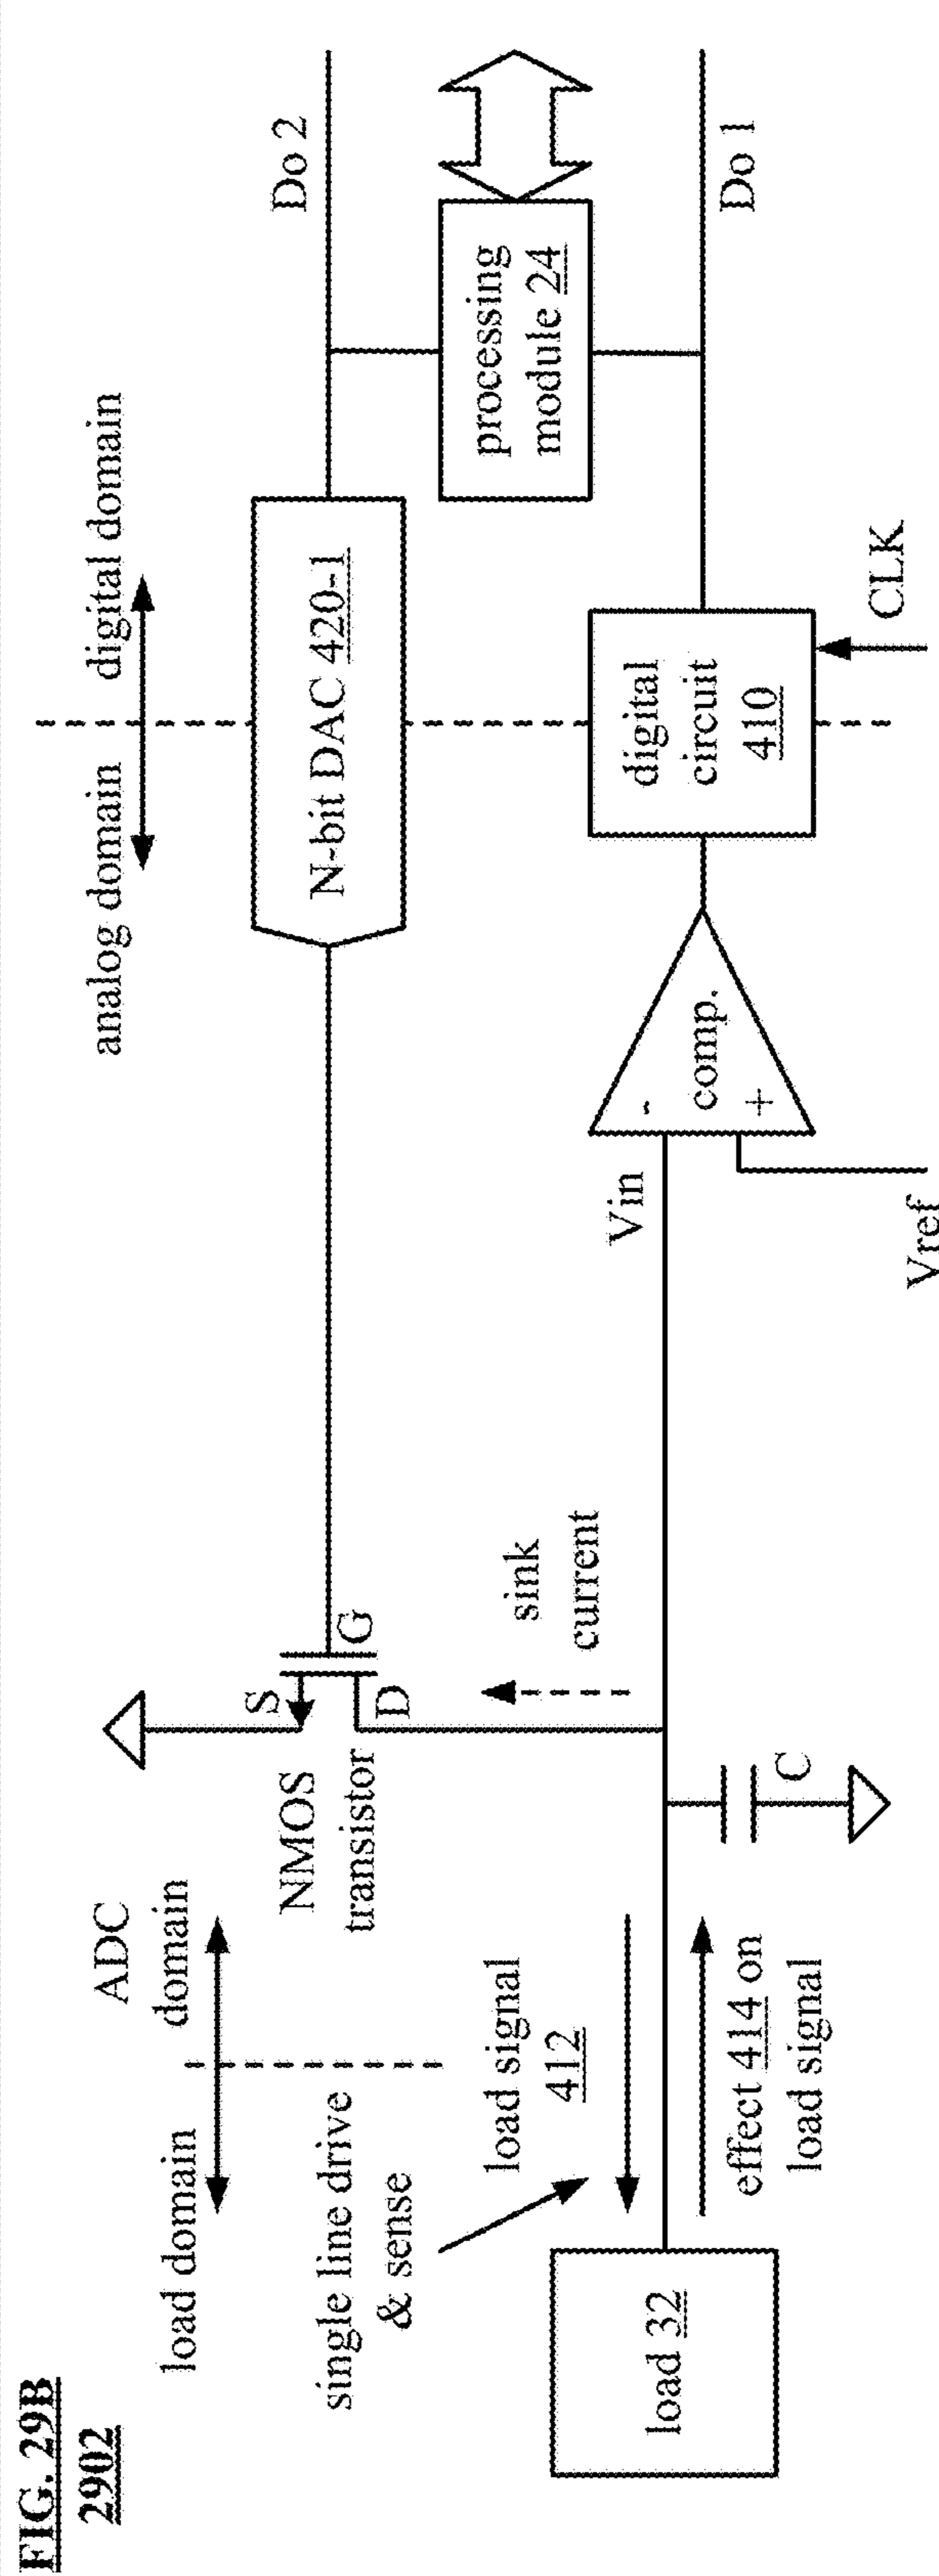 FIG. 29B
2902
load domain
ADC
domain
analog domain
digital domain
single line drive
& sense
NMOS
transistor
S
G
D
N-bit DAC 420-1
Do 2
load signal
412
sink
current
processing
module 24
load 32
effect 414 on
load signal
C
Vin
Vref
-
comp.
+
digital
circuit
410
CLK
Do 1